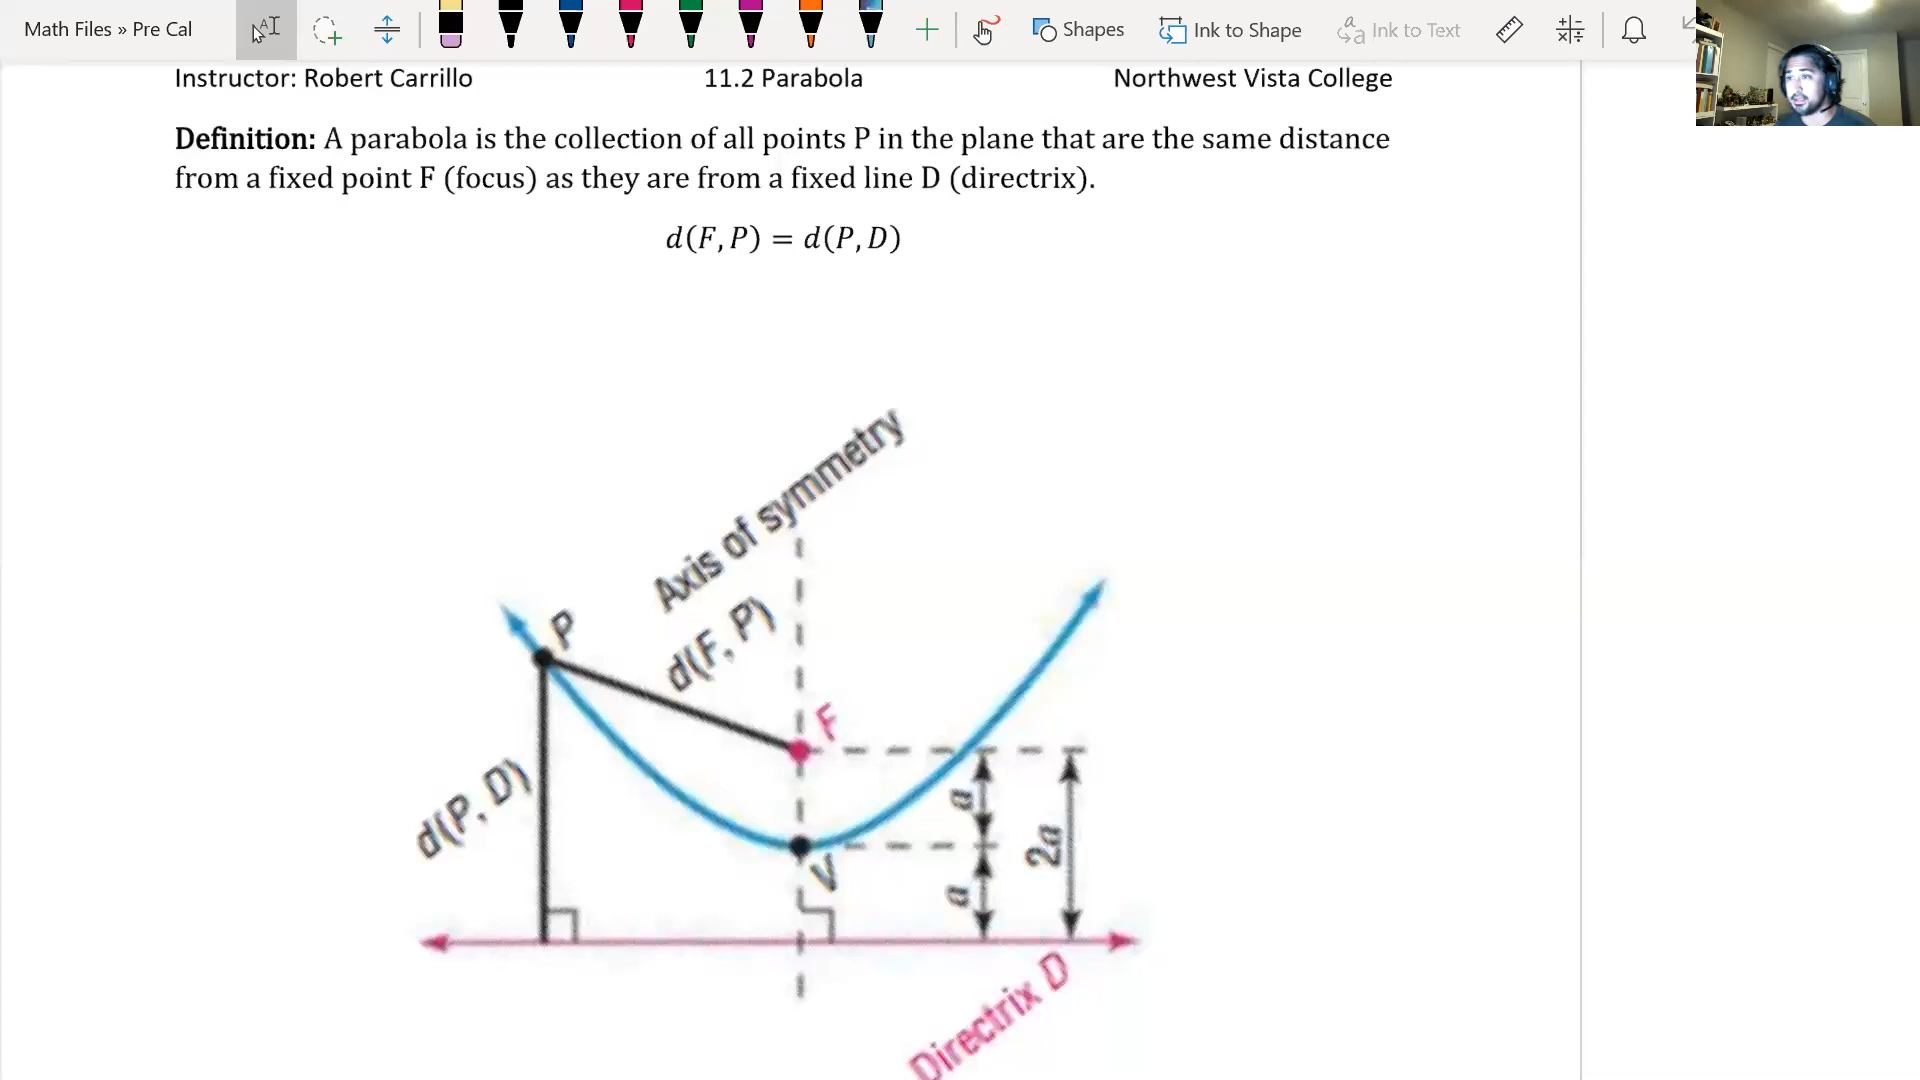 Math Files » Pre Cal
Shapes
Ink to Shape
Ink to Text
Instructor: Robert Carrillo 11.2 Parabola Northwest Vista College
Definition: A parabola is the collection of all points P in the plane that are the same distance
from a fixed point F (focus) as they are from a fixed line D (directrix).
d(F, P) = d(P, D)
Axis of symmetry
P
d(F, P)
F
d(P, D)
a
2a
V
a
Directrix D